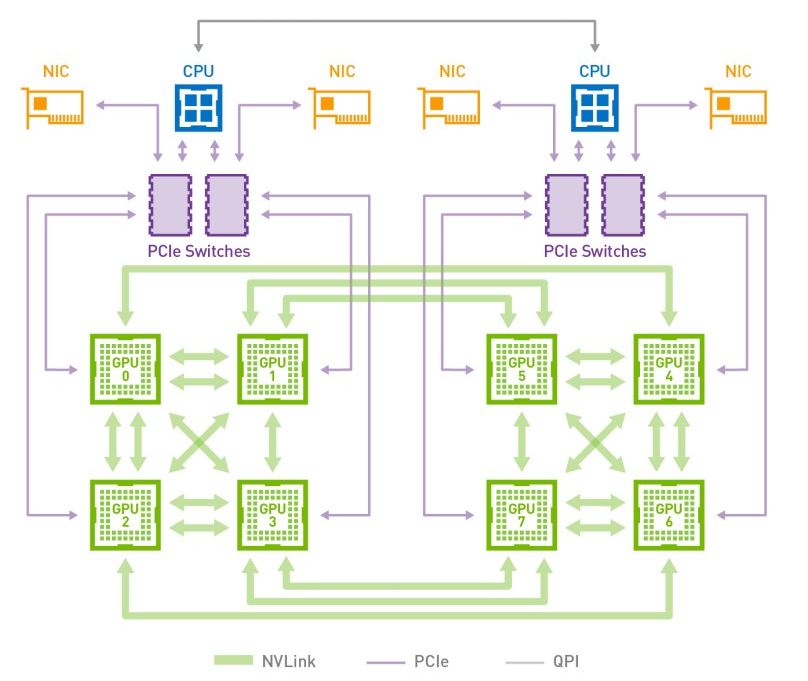 NIC
CPU
NIC
NIC
CPU
NIC
PCIe Switches
PCIe Switches
GPU
0
GPU
1
GPU
5
GPU
4
GPU
2
GPU
3
GPU
7
GPU
6
NVLink
PCIe
QPI